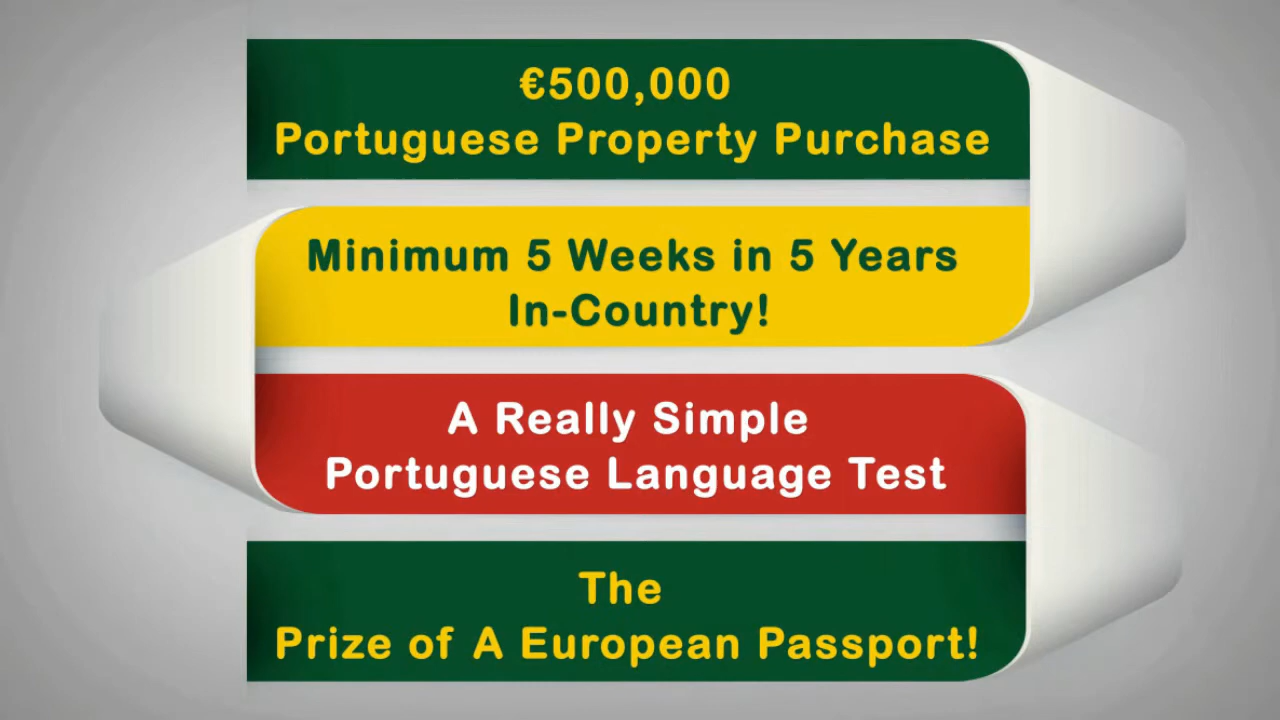 €500,000
Portuguese Property Purchase
Minimum 5 Weeks in 5 Years
In-Country!
A Really Simple
Portuguese Language Test
The
Prize of A European Passport!